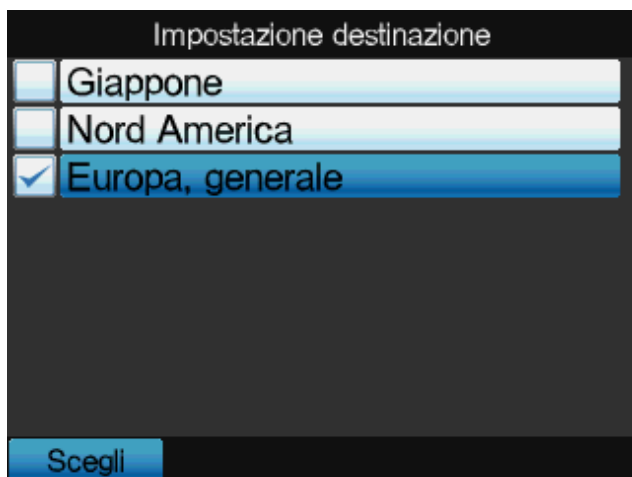 Impostazione destinazione
Giappone
Nord America
Europa, generale
Scegli